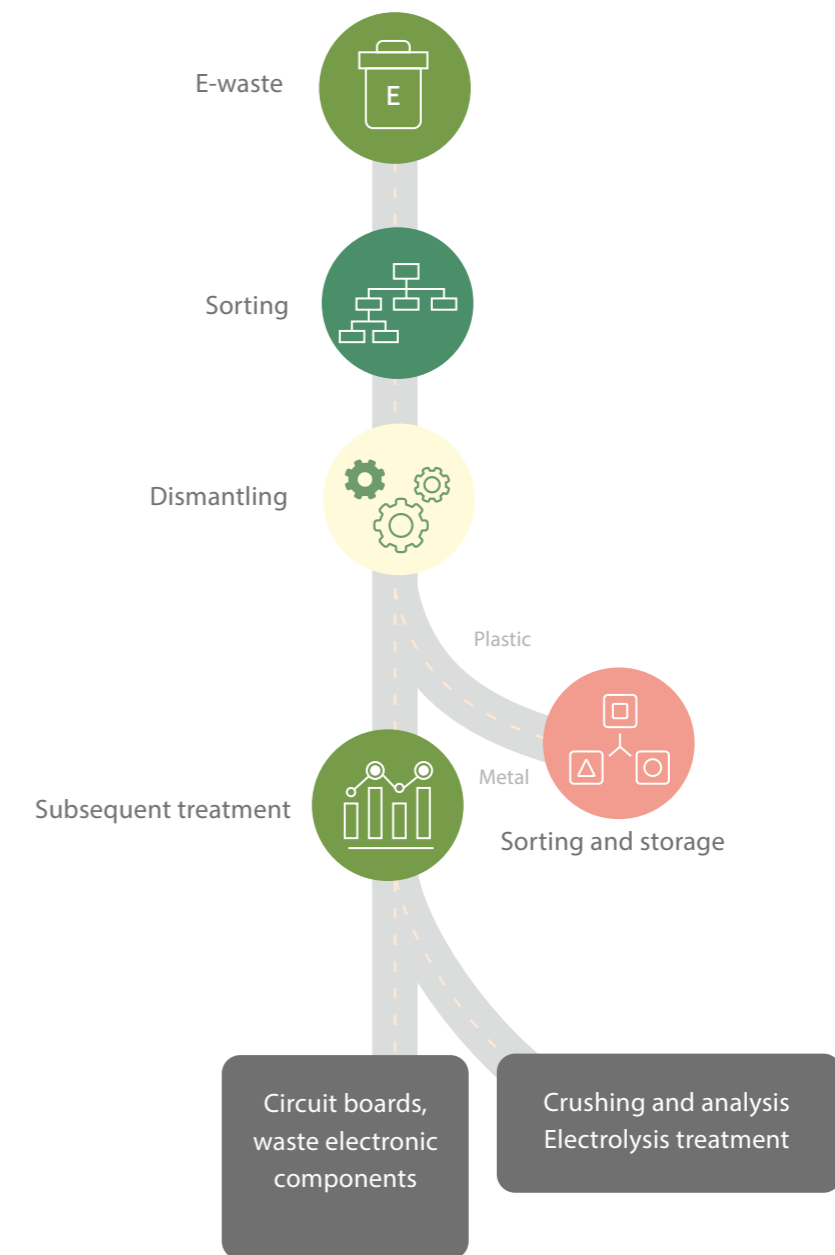 E-waste
E
Sorting
Dismantling
Plastic
Metal
Subsequent treatment
Sorting and storage
Circuit boards,
waste electronic
components
Crushing and analysis
Electrolysis treatment